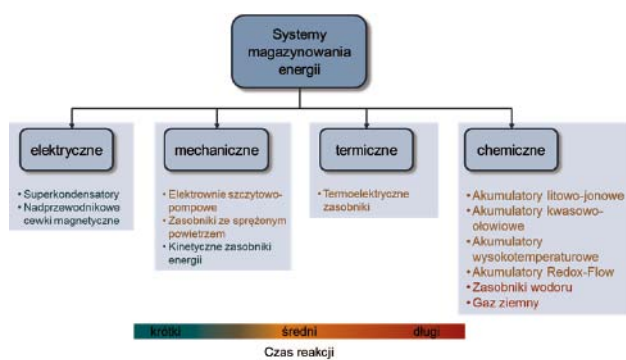 Systemy
magazynowania
energii
elektryczne
mechaniczne
termiczne
chemiczne
• Superkondensatory
• Nadprzewodnikowe
cewki magnetyczne
• Elektrownie szczytowo-
pompowe
• Zasobniki ze sprężonym
powietrzem
• Kinetyczne zasobniki
energii
• Termoelektryczne
zasobniki
• Akumulatory litowo-jonowe
• Akumulatory kwasowo-
ołowiowe
• Akumulatory
wysokotemperaturowe
• Akumulatory Redox-Flow
• Zasobniki wodoru
• Gaz ziemny
krótki średni długi
Czas reakcji